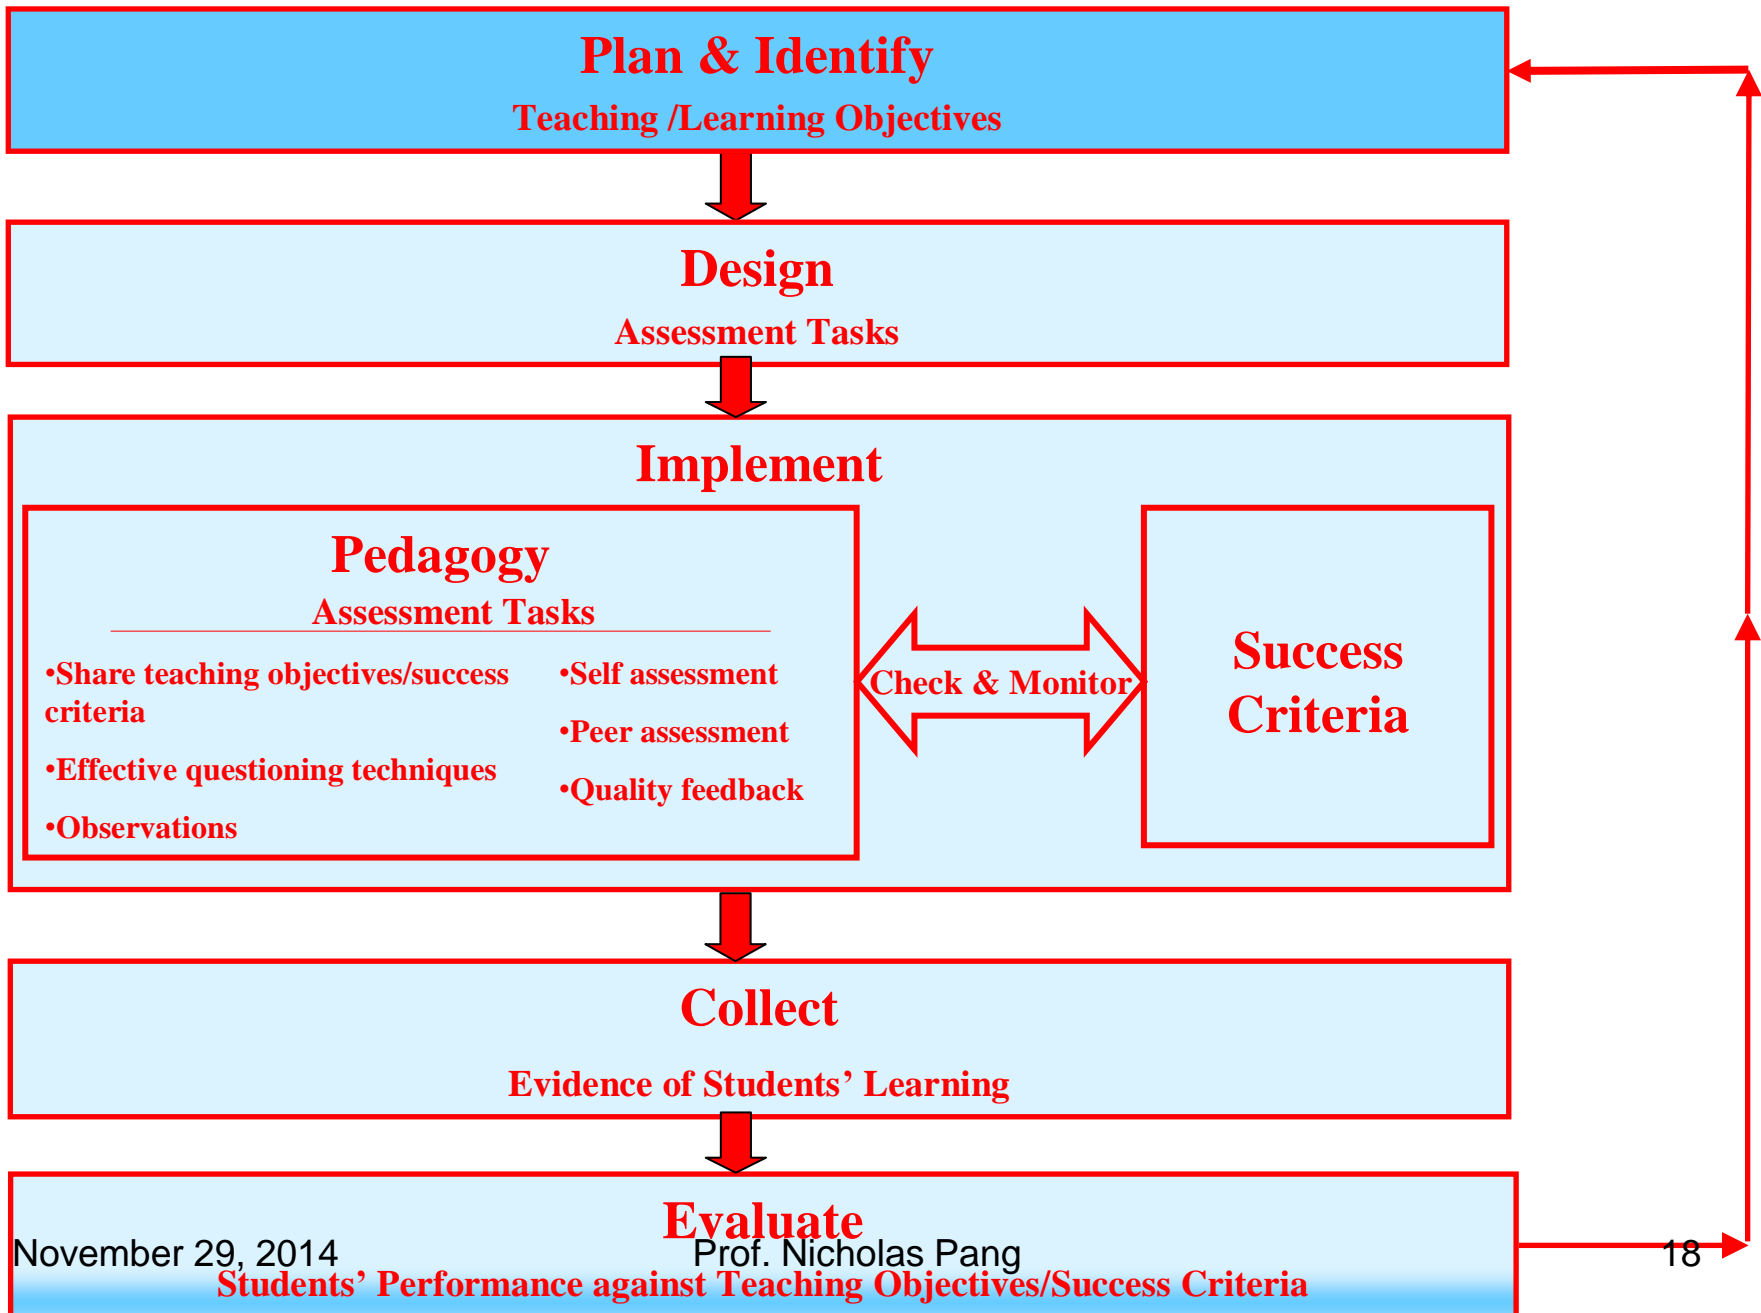 Plan & Identify
Teaching /Learning Objectives
Design
Assessment Tasks
Implement
Pedagogy
Assessment Tasks
•Share teaching objectives/success
criteria
•Effective questioning techniques
•Observations
•Self assessment
•Peer assessment
•Quality feedback
Check & Monitor
Success
Criteria
Collect
Evidence of Students’ Learning
Evaluate
Students’ Performance against Teaching Objectives/Success Criteria
November 29, 2014
Prof. Nicholas Pang
18